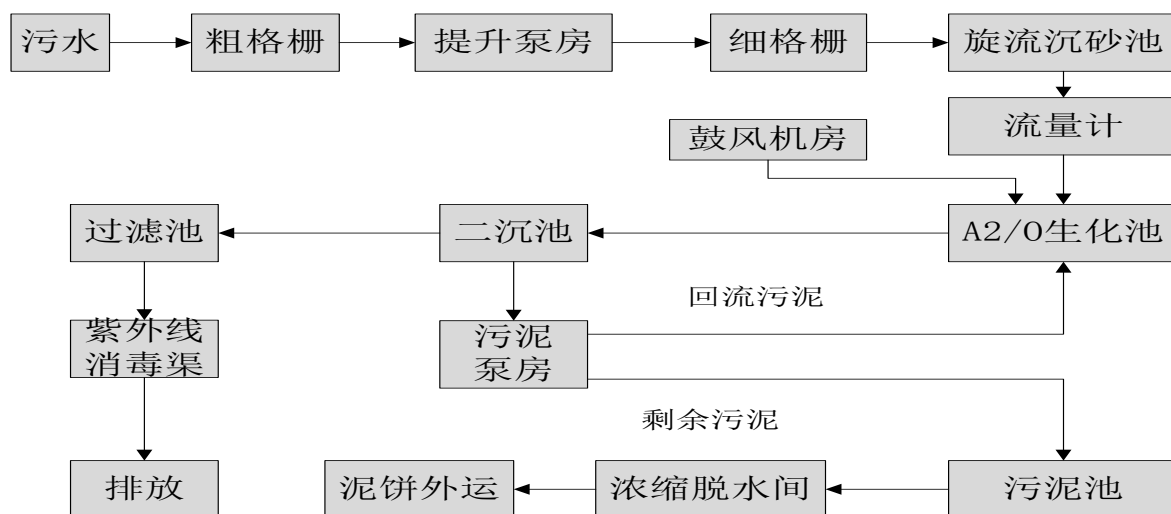 污水
粗格栅
提升泵房
细格栅
旋流沉砂池
流量计
鼓风机房
过滤池
二沉池
A2/O生化池
回流污泥
紫外线
消毒渠
污泥
泵房
剩余污泥
排放
泥饼外运
浓缩脱水间
污泥池